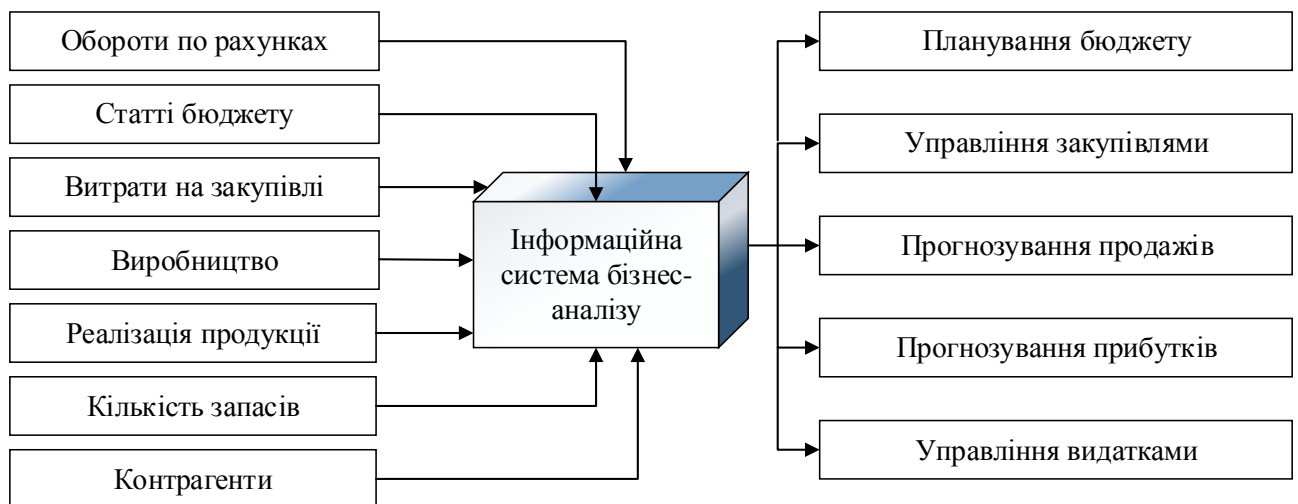 Обороти по рахунках
Статті бюджету
Витрати на закупівлі
Виробництво
Реалізація продукції
Кількість запасів
Контрагенти
Інформаційна
система бізнес-
аналізу
Планування бюджету
Управління закупівлями
Прогнозування продажів
Прогнозування прибутків
Управління видатками